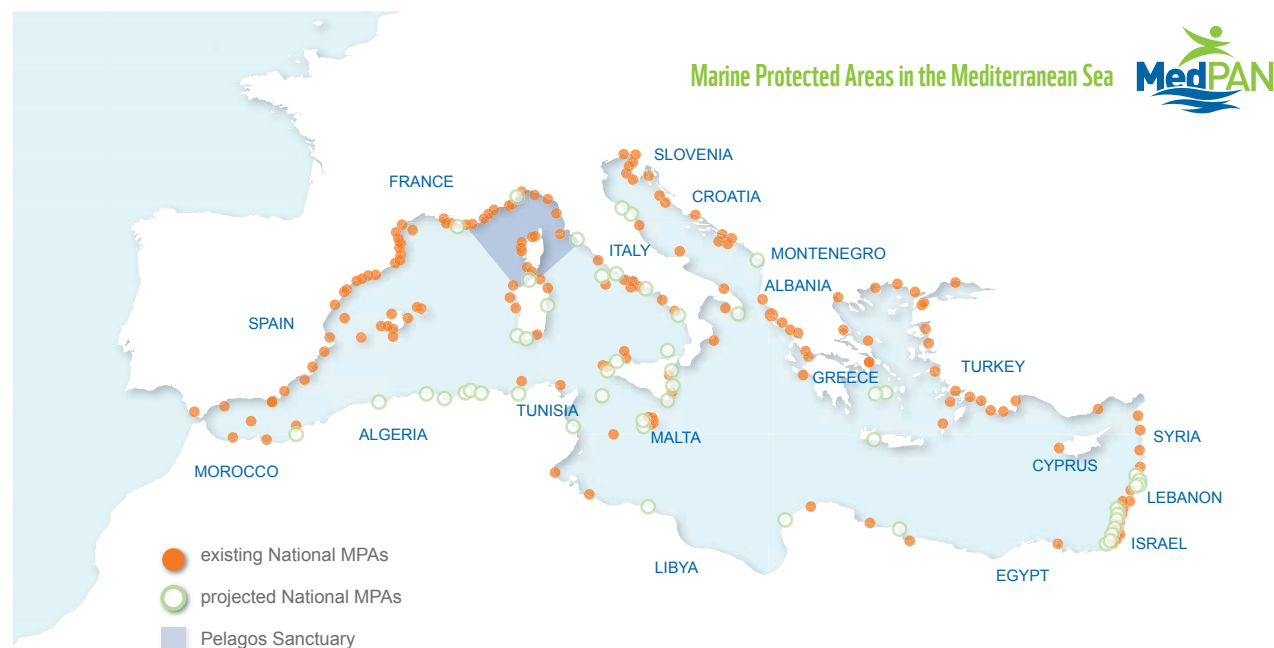 Marine Protected Areas in the Mediterranean Sea
MedPAN
SLOVENIA
FRANCE
CROATIA
ITALY
MONTENEGRO
ALBANIA
SPAIN
TURKEY
GREECE
TUNISIA
ALGERIA
MALTA
SYRIA
CYPRUS
MOROCCO
LEBANON
ISRAEL
LIBYA
EGYPT
existing National MPAs
projected National MPAs
Pelagos Sanctuary